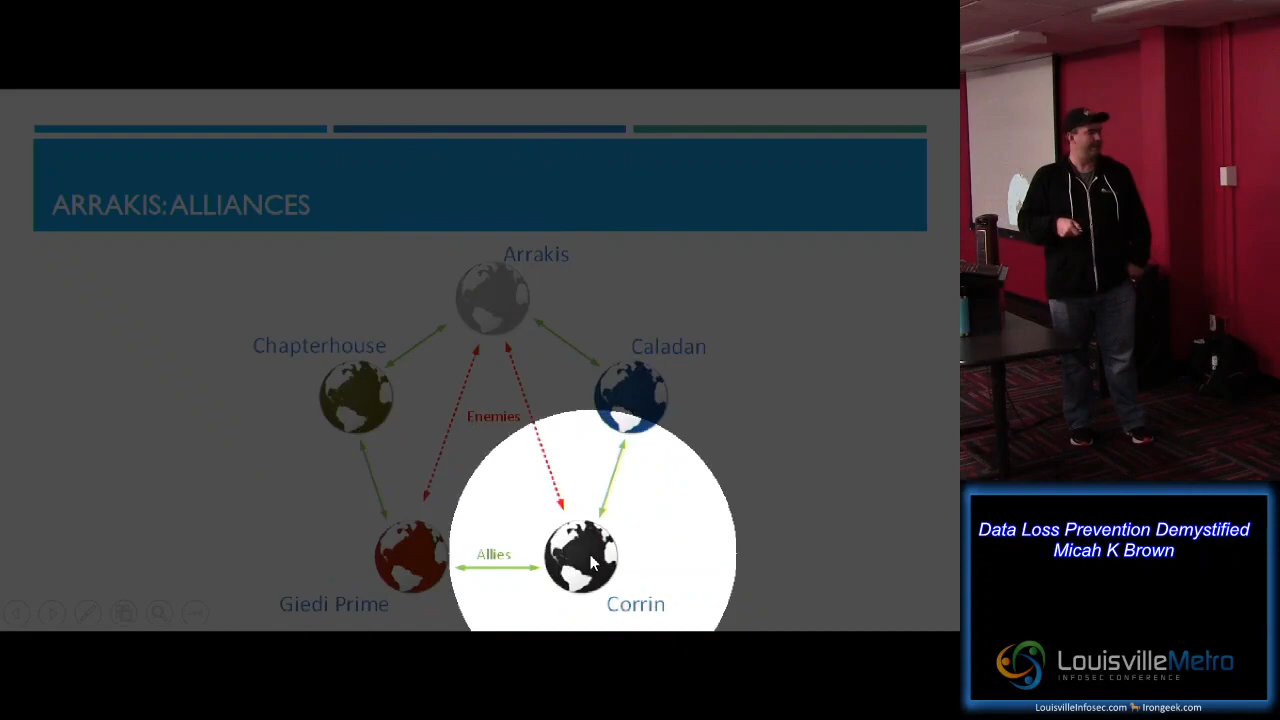 ARRAKIS: ALLIANCES
Arrakis
Chapterhouse
Caladan
Enemies
Allies
Giedi Prime
Corrin
Data Loss Prevention Demystified
Micah K Brown
LouisvilleMetro
INFOSEC CONFERENCE
LouisvilleInfosec.com Irongeek.com